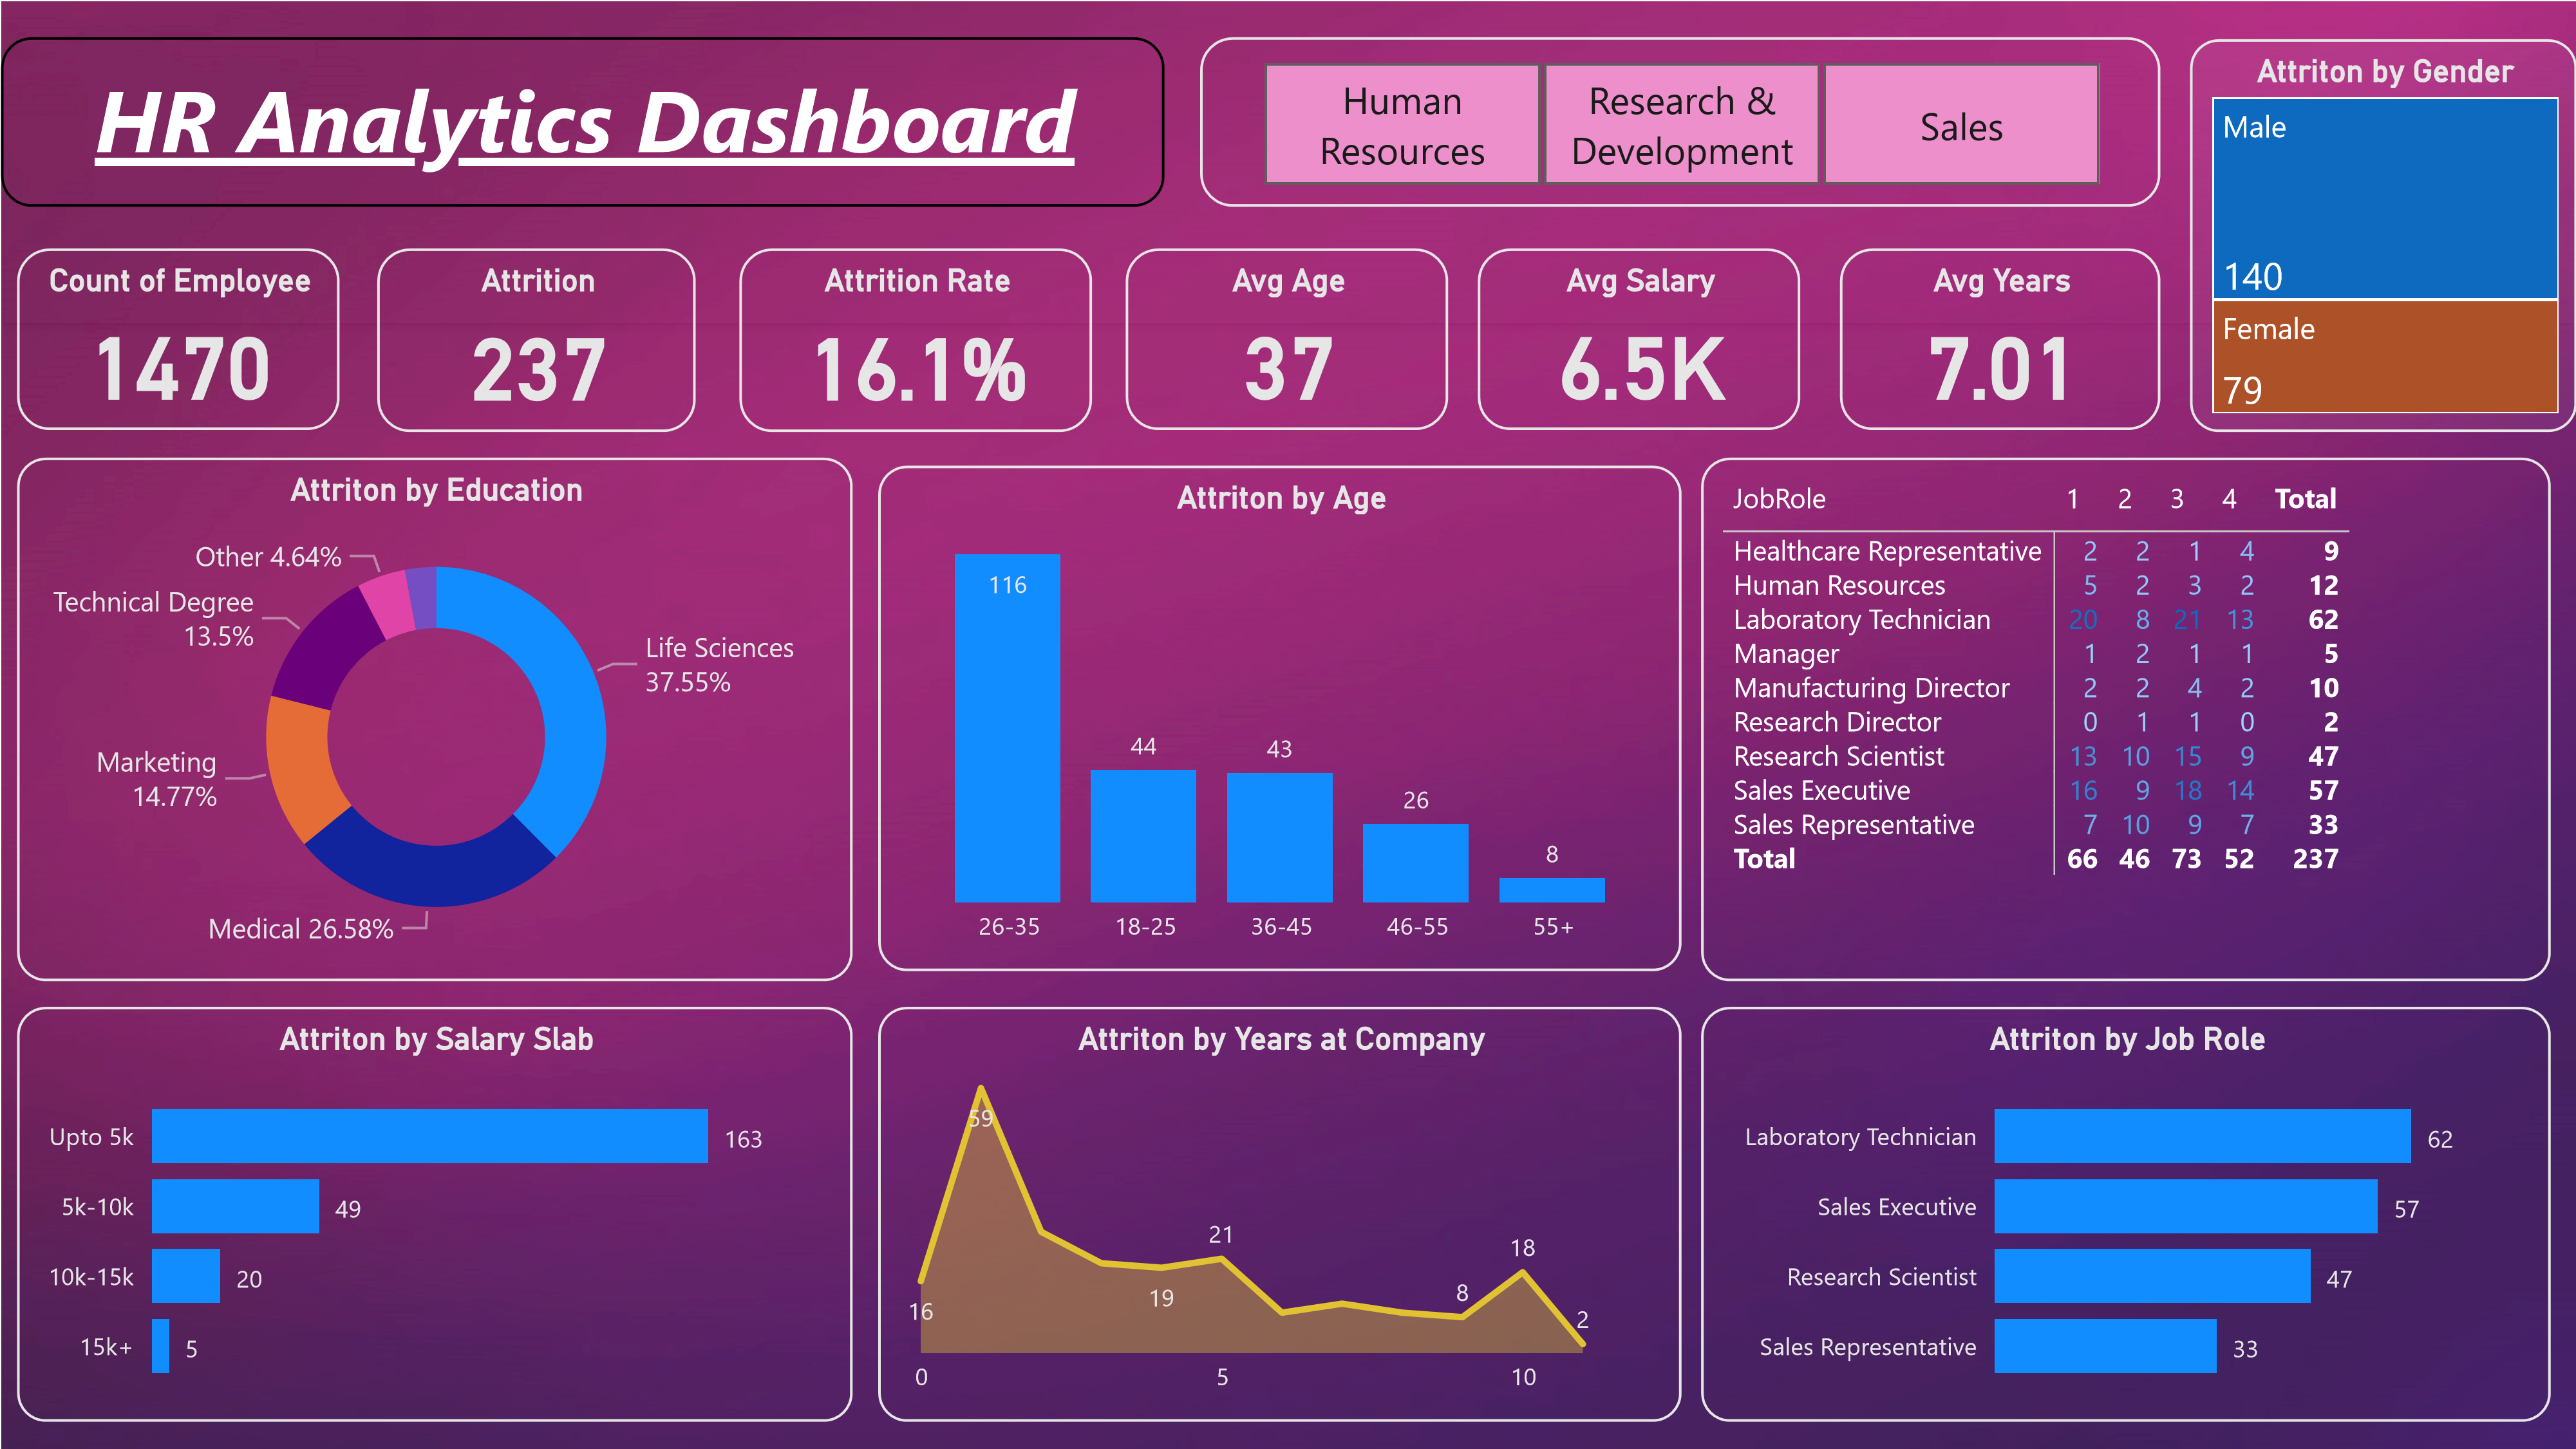 HR Analytics Dashboard
Human
Resources
Research &
Development
Sales
Attriton by Gender
Male
140
Female
79
Count of Employee
1470
Attrition
237
Attrition Rate
16.1%
Avg Age
37
Avg Salary
6.5K
Avg Years
7.01
Attriton by Education
Other 4.64%
Technical Degree
13.5%
Life Sciences
37.55%
Marketing
14.77%
Medical 26.58%
Attriton by Age
116
44
43
26
8
26-35 18-25 36-45 46-55 55+
JobRole 1 2 3 4 Total
Healthcare Representative 2 2 1 4 9
Human Resources 5 2 3 2 12
Laboratory Technician 20 8 21 13 62
Manager 1 2 1 1 5
Manufacturing Director 2 2 4 2 10
Research Director 0 1 1 0 2
Research Scientist 13 10 15 9 47
Sales Executive 16 9 18 14 57
Sales Representative 7 10 9 7 33
Total 66 46 73 52 237
Attriton by Salary Slab
Upto 5k 163
5k-10k 49
10k-15k 20
15k+ 5
Attriton by Years at Company
59
21
18
19
8
16
2
0 5 10
Attriton by Job Role
Laboratory Technician 62
Sales Executive 57
Research Scientist 47
Sales Representative 33